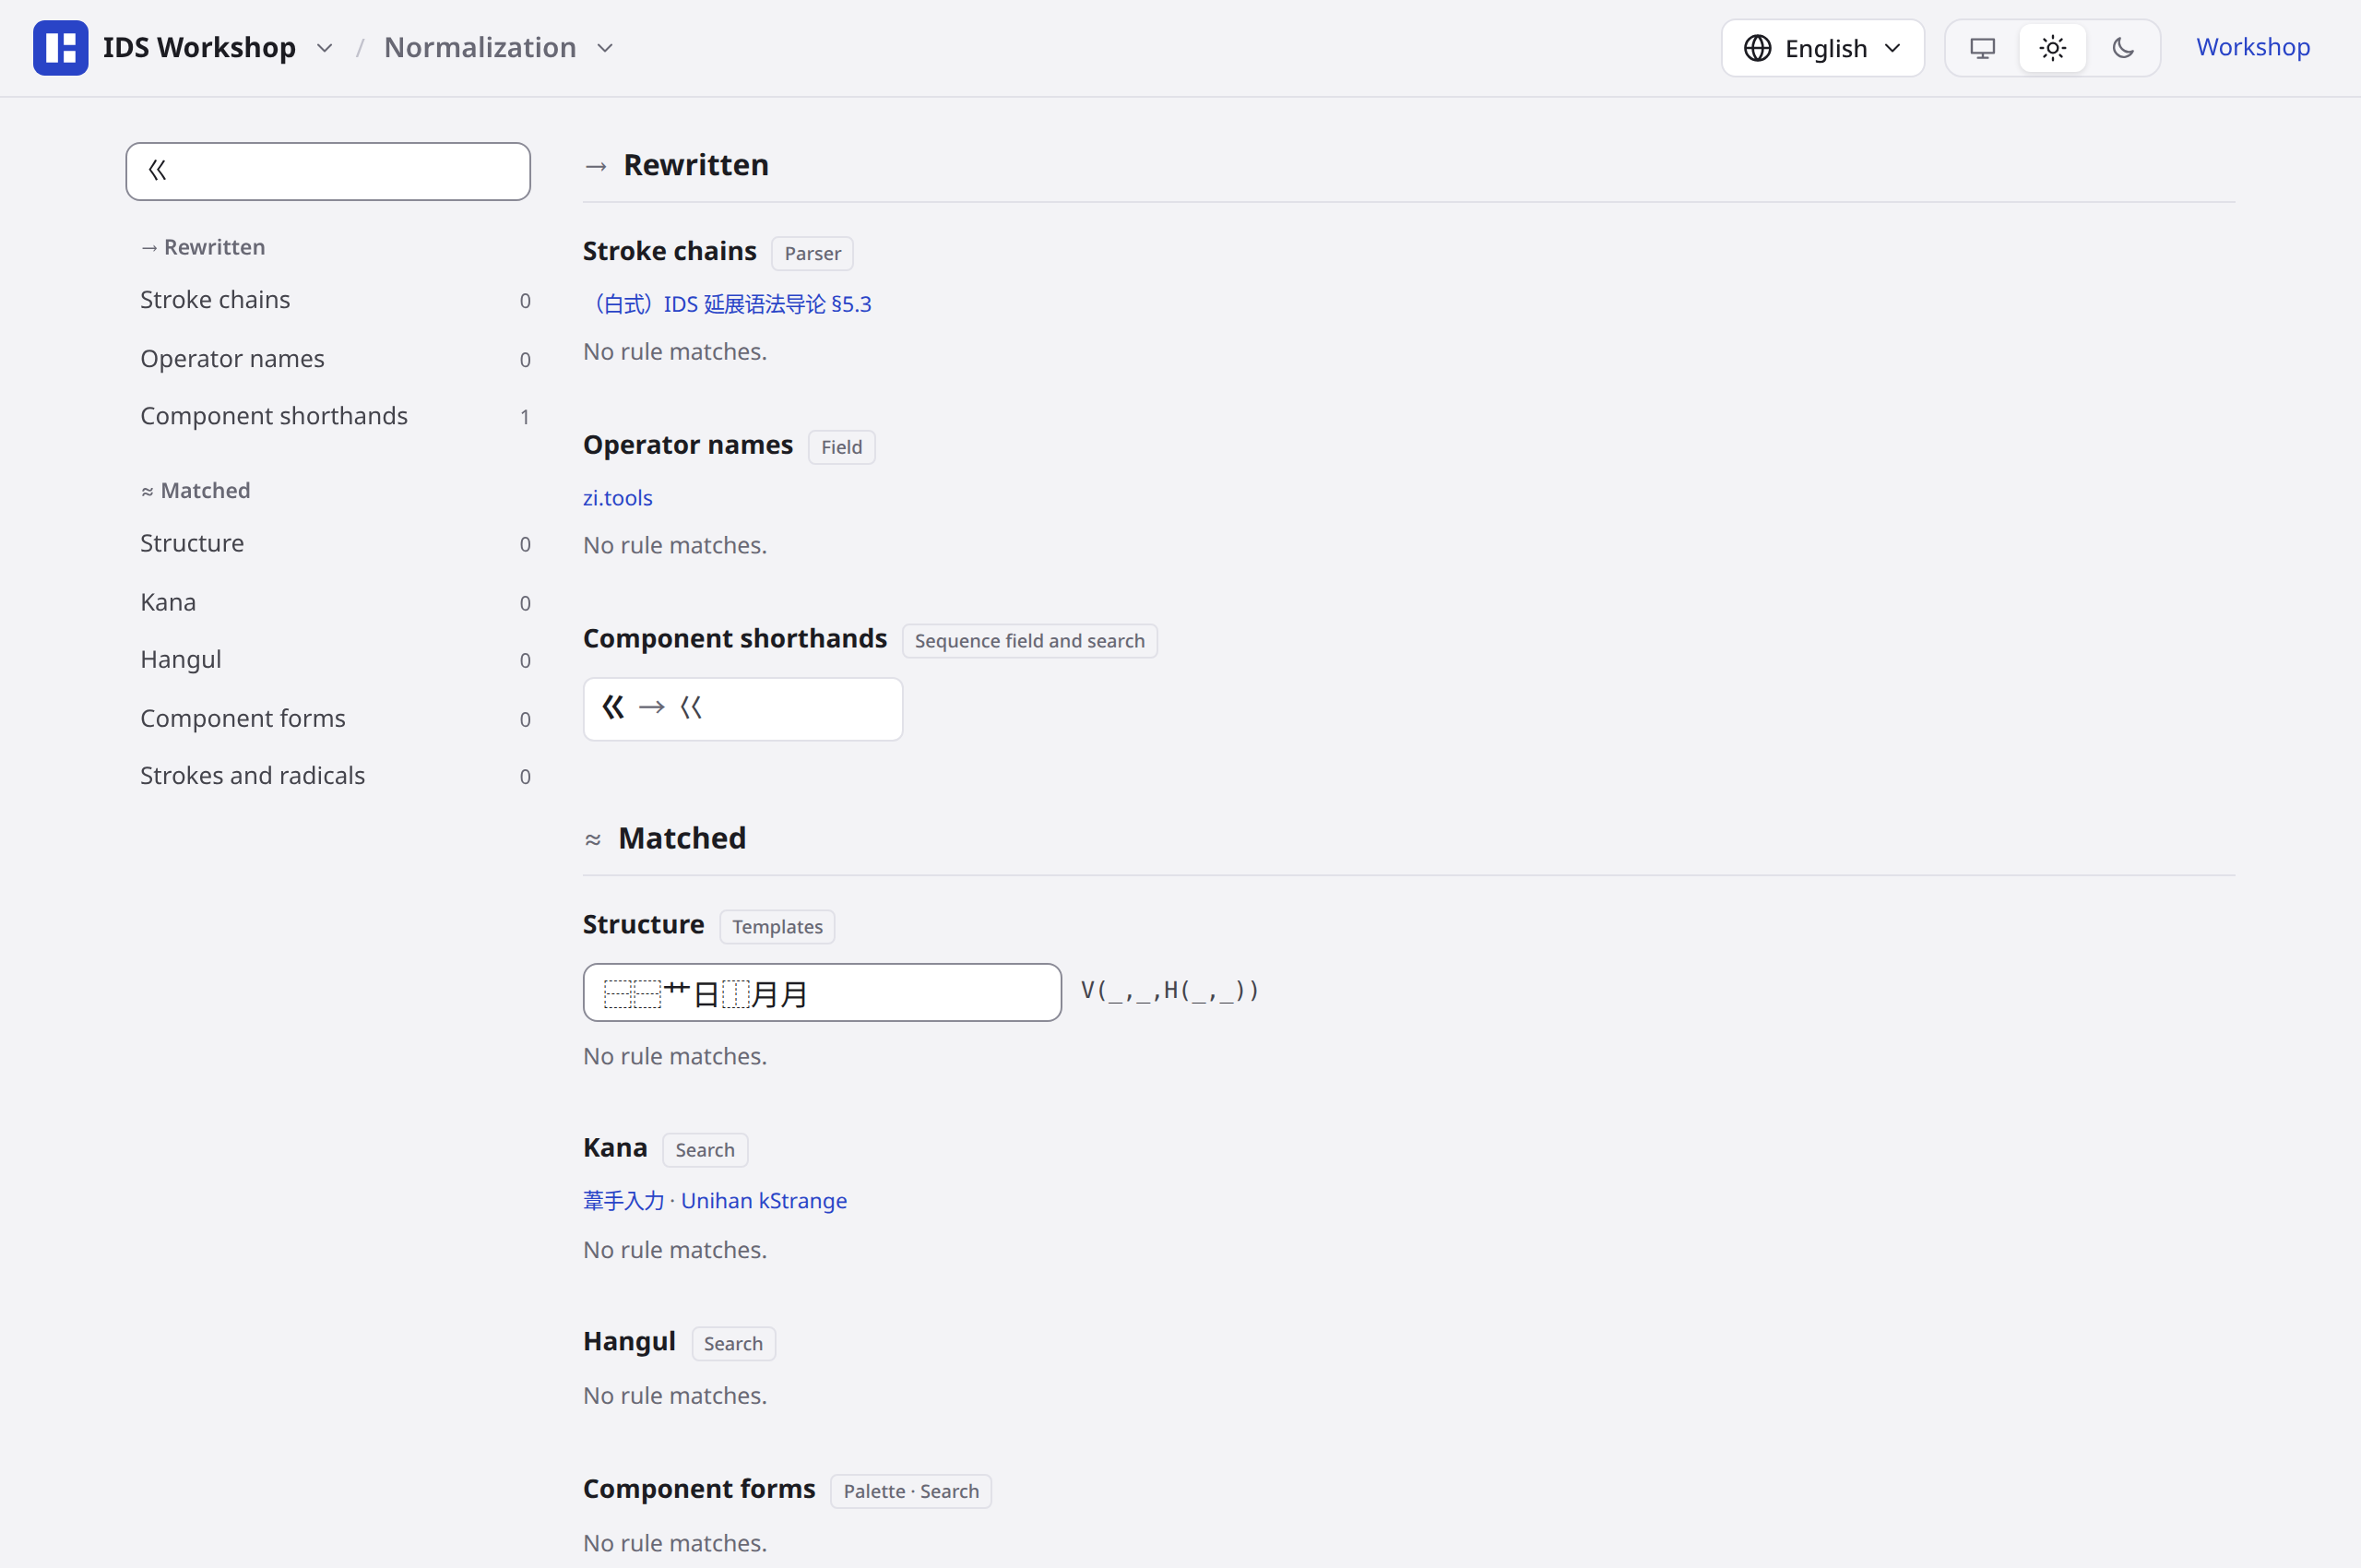 IDS Workshop / Normalization
English
Workshop
巜
→ Rewritten
Stroke chains 0
Operator names 0
Component shorthands 1
≈ Matched
Structure 0
Kana 0
Hangul 0
Component forms 0
Strokes and radicals 0
→ Rewritten
Stroke chains Parser
（白式）IDS 延展语法导论 §5.3
No rule matches.
Operator names Field
zi.tools
No rule matches.
Component shorthands Sequence field and search
≈ Matched
Structure Templates
⿱⿱艹日⿰月月 V(_,_,H(_,_))
No rule matches.
Kana Search
葦手入力 · Unihan kStrange
No rule matches.
Hangul Search
No rule matches.
Component forms Palette · Search
No rule matches.